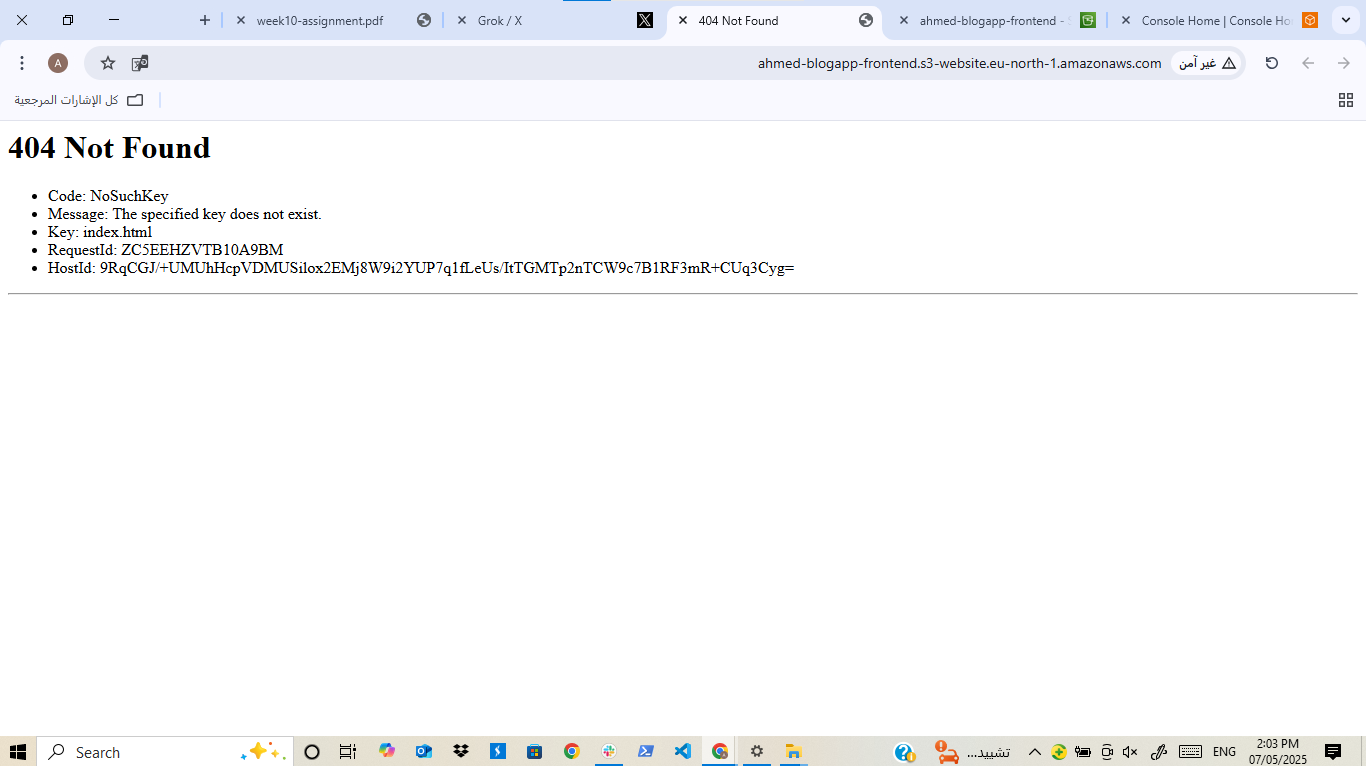 week10-assignment.pdf
Grok / X
404 Not Found
ahmed-blogapp-frontend - S
Console Home | Console Ho
A
ahmed-blogapp-frontend.s3-website.eu-north-1.amazonaws.com
غير آمن
كل الإشارات المرجعية
404 Not Found
Code: NoSuchKey
Message: The specified key does not exist.
Key: index.html
RequestId: ZC5EEHZVTB10A9BM
HostId: 9RqCGJ/+UMUhHcpVDMUSilox2EMj8W9i2YUP7q1fLeUs/ItTGMTp2nTCW9c7B1RF3mR+CUq3Cyg=
Search
تشييد...
ENG
2:03 PM
07/05/2025